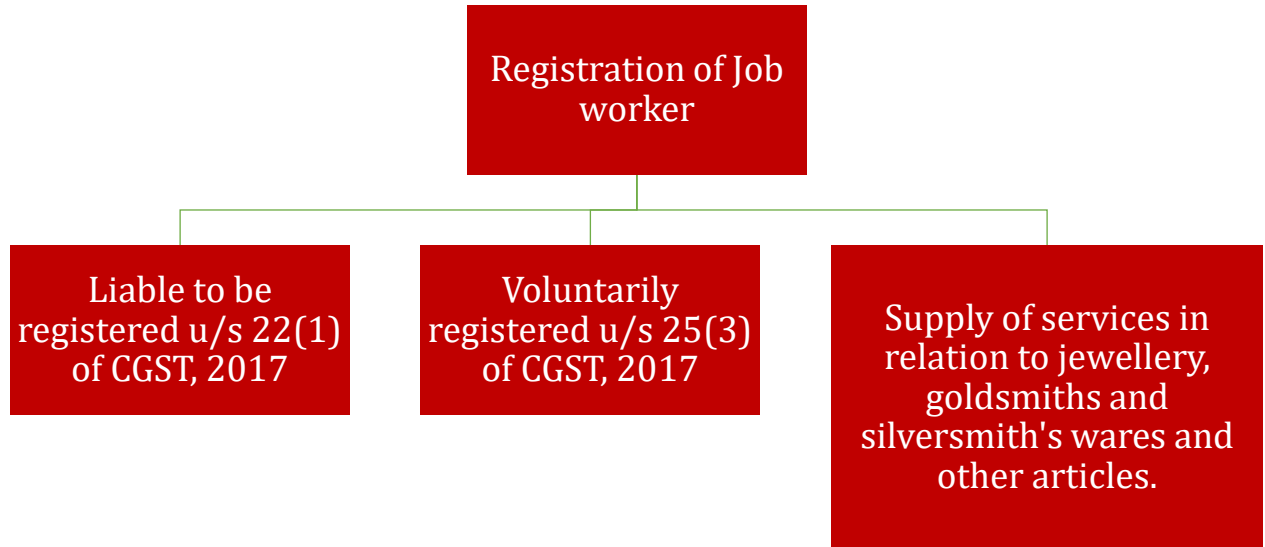 Registration of Job
worker
Liable to be
registered u/s 22(1)
of CGST, 2017
Voluntarily
registered u/s 25(3)
of CGST, 2017
Supply of services in
relation to jewellery,
goldsmiths and
silversmith's wares and
other articles.